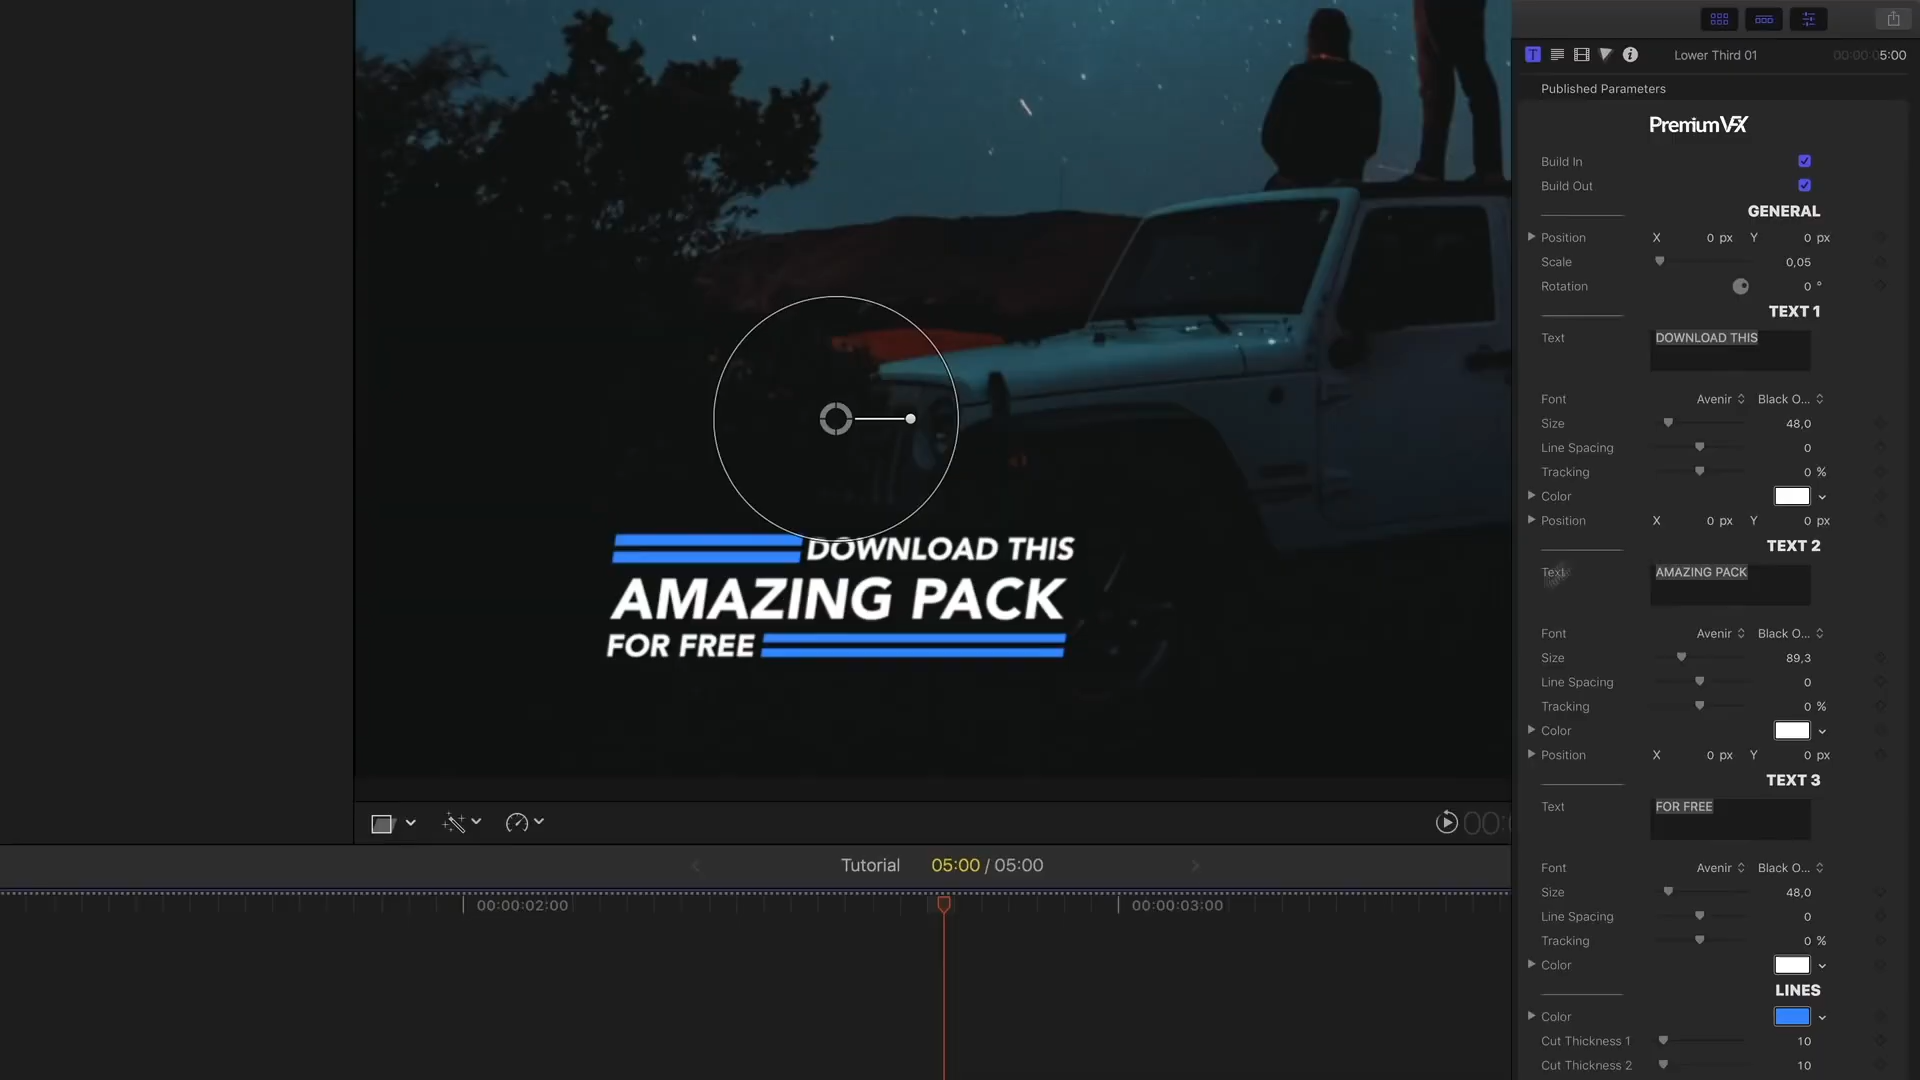 Lower Third 01
00:00:05:00
Published Parameters
PremiumVFX
Build In
Build Out
GENERAL
Position X 0 px Y 0 px
Scale 0,05
Rotation 0 °
TEXT 1
Text DOWNLOAD THIS
Font Avenir Black O...
Size 48,0
Line Spacing 0
Tracking 0 %
Color
Position X 0 px Y 0 px
TEXT 2
Text AMAZING PACK
Font Avenir Black O...
Size 89,3
Line Spacing 0
Tracking 0 %
Color
Position X 0 px Y 0 px
TEXT 3
Text FOR FREE
Font Avenir Black O...
Size 48,0
Line Spacing 0
Tracking 0 %
Color
LINES
Color
Cut Thickness 1 10
Cut Thickness 2 10
DOWNLOAD THIS
AMAZING PACK
FOR FREE
00:
Tutorial 05:00 / 05:00
00:00:02:00
00:00:03:00